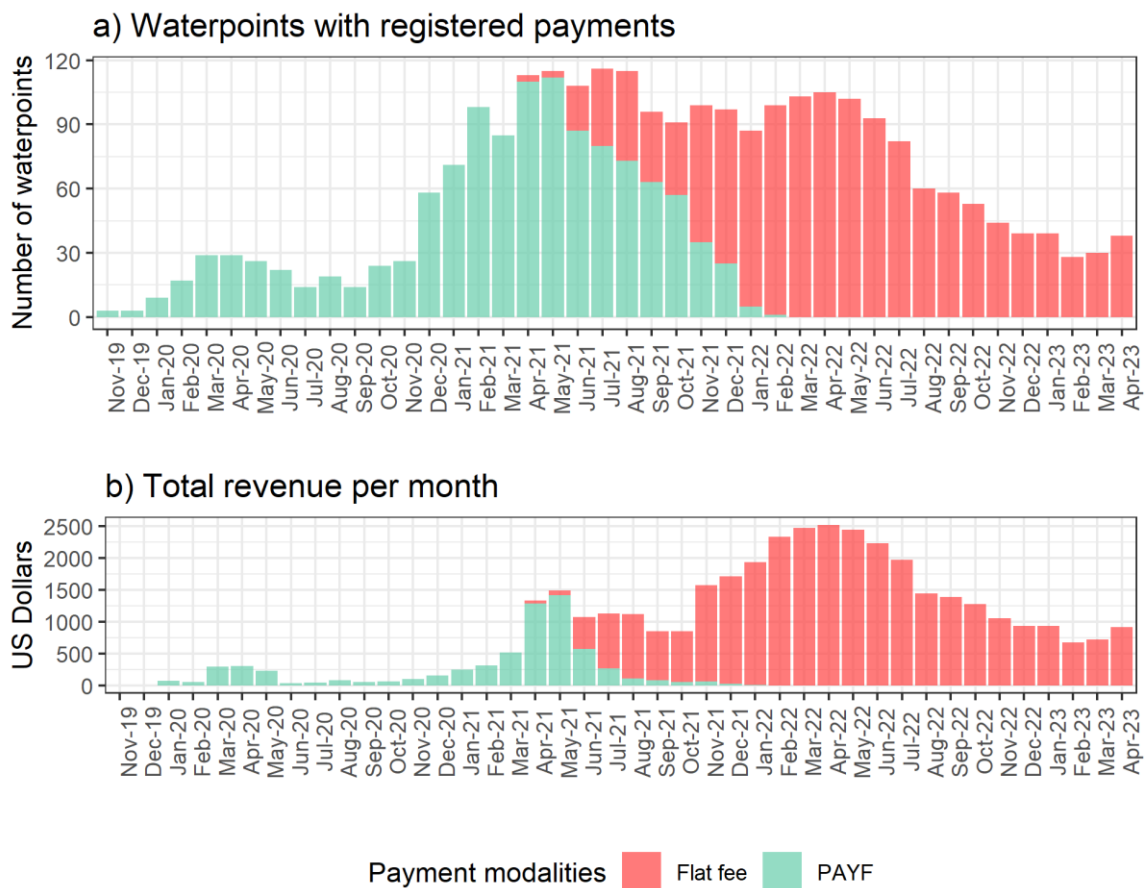 a) Waterpoints with registered payments
Number of waterpoints
120
90
60
30
0
Nov-19 Dec-19 Jan-20 Feb-20 Mar-20 Apr-20 May-20 Jun-20 Jul-20 Aug-20 Sep-20 Oct-20 Nov-20 Dec-20 Jan-21 Feb-21 Mar-21 Apr-21 May-21 Jun-21 Jul-21 Aug-21 Sep-21 Oct-21 Nov-21 Dec-21 Jan-22 Feb-22 Mar-22 Apr-22 May-22 Jun-22 Jul-22 Aug-22 Sep-22 Oct-22 Nov-22 Dec-22 Jan-23 Feb-23 Mar-23 Apr-23
b) Total revenue per month
US Dollars
2500
2000
1500
1000
500
0
Nov-19 Dec-19 Jan-20 Feb-20 Mar-20 Apr-20 May-20 Jun-20 Jul-20 Aug-20 Sep-20 Oct-20 Nov-20 Dec-20 Jan-21 Feb-21 Mar-21 Apr-21 May-21 Jun-21 Jul-21 Aug-21 Sep-21 Oct-21 Nov-21 Dec-21 Jan-22 Feb-22 Mar-22 Apr-22 May-22 Jun-22 Jul-22 Aug-22 Sep-22 Oct-22 Nov-22 Dec-22 Jan-23 Feb-23 Mar-23 Apr-23
Payment modalities Flat fee PAYF